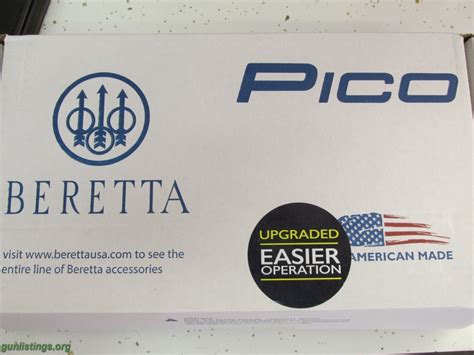 PICO
BERETTA
visit www.berettausa.com to see the
entire line of Beretta accessories
UPGRADED
EASIER
OPERATION
AMERICAN MADE
gunlistings.org